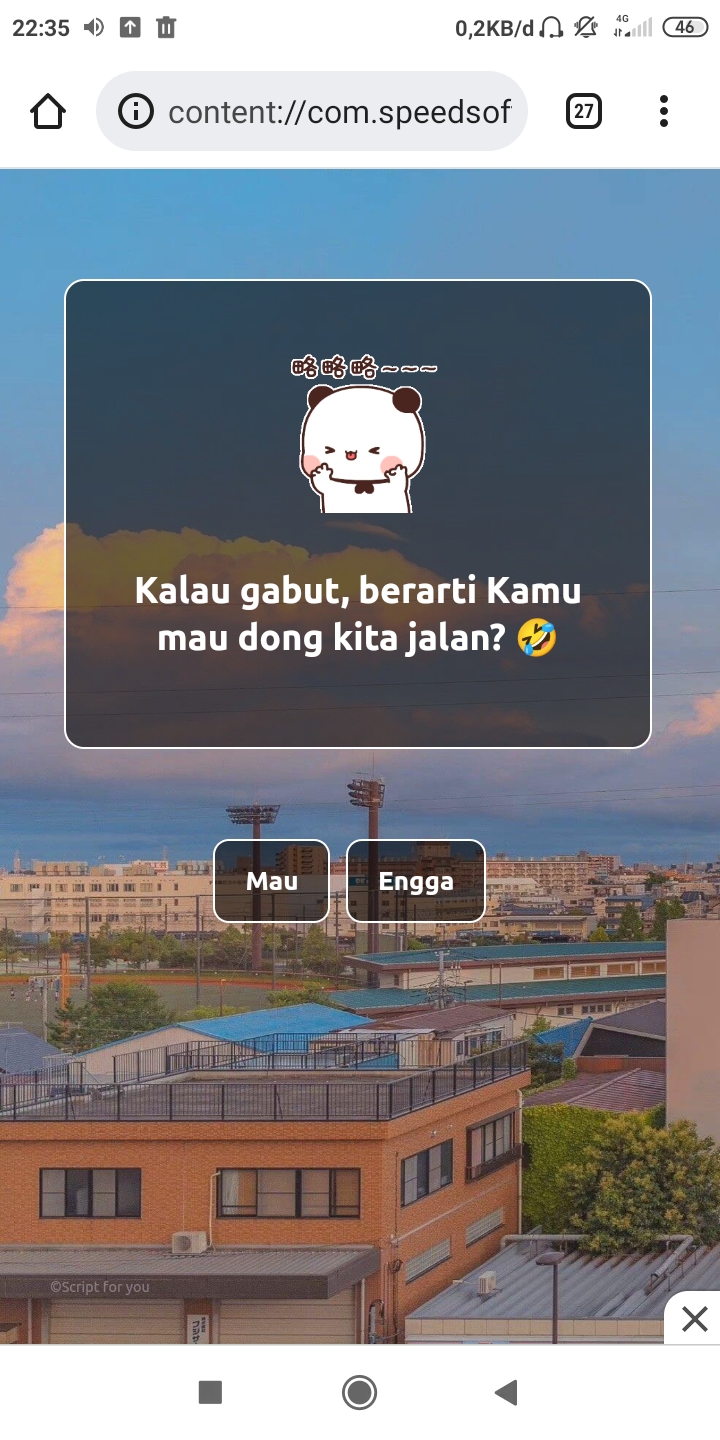 22:35
0,2KB/d
4G
46
content://com.speedsof
27
略略略~~~
Kalau gabut, berarti Kamu
mau dong kita jalan? 🤣
Mau
Engga
©Script for you